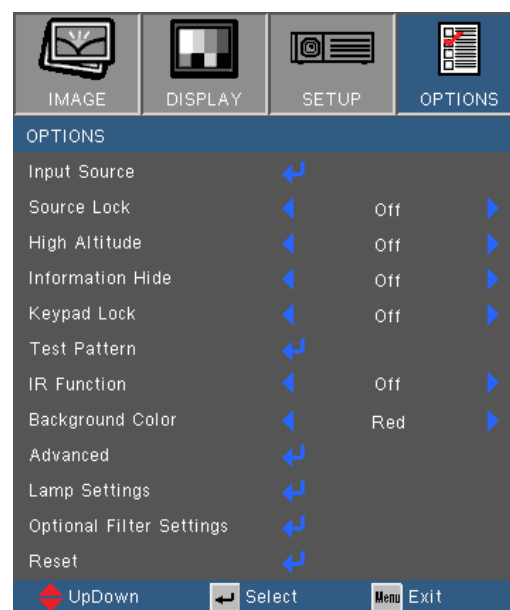 IMAGE DISPLAY SETUP OPTIONS
OPTIONS
Input Source
Source Lock Off
High Altitude Off
Information Hide Off
Keypad Lock Off
Test Pattern
IR Function Off
Background Color Red
Advanced
Lamp Settings
Optional Filter Settings
Reset
UpDown Select Menu Exit